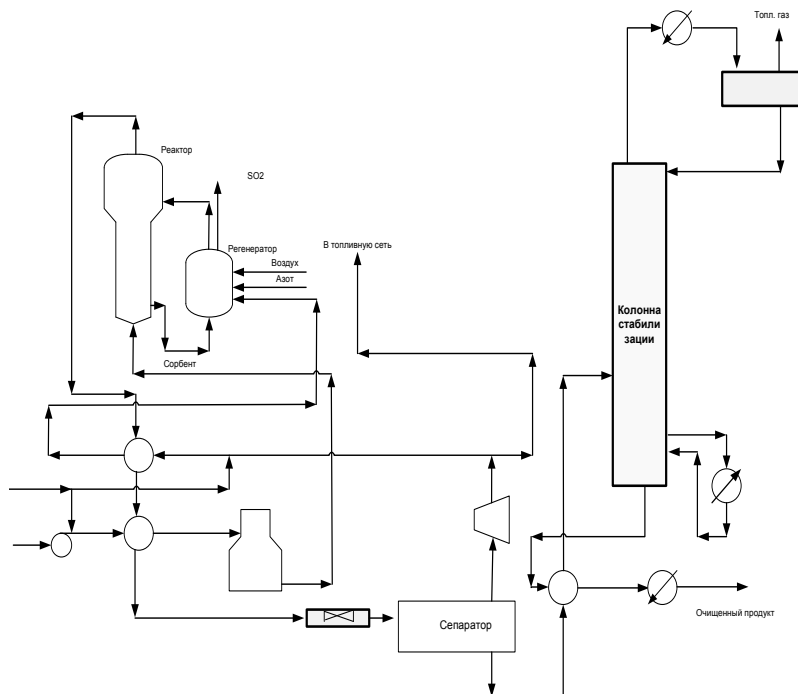 Топл. газ
Реактор
SO2
Регенератор
В топливную сеть
Воздух
Азот
Колонна
стабили
зации
Сорбент
Очищенный продукт
Сепаратор